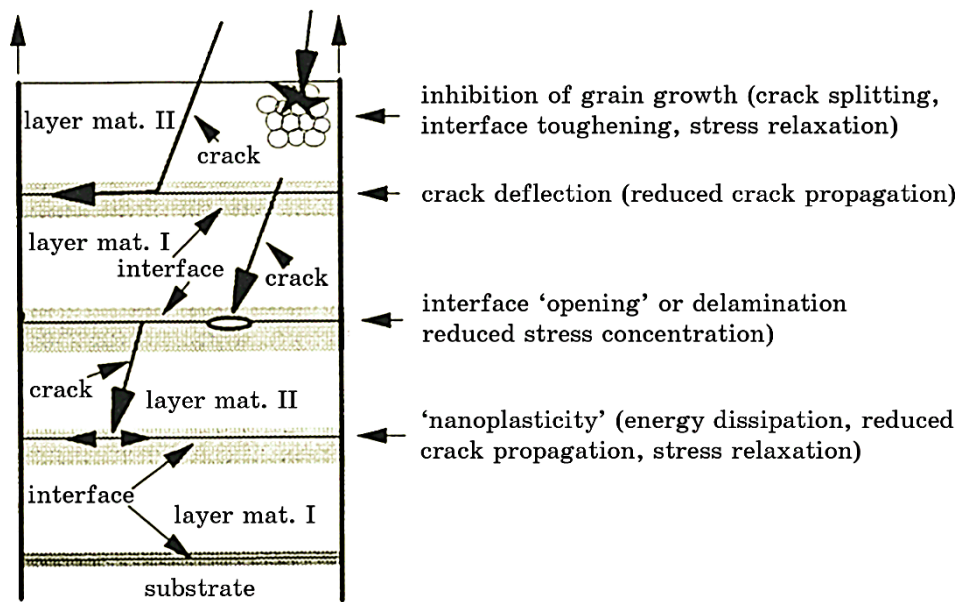 inhibition of grain growth (crack splitting,
interface toughening, stress relaxation)
layer mat. II
crack
crack deflection (reduced crack propagation)
layer mat. I
interface
crack
interface ‘opening’ or delamination
reduced stress concentration)
crack
layer mat. II
‘nanoplasticity’ (energy dissipation, reduced
crack propagation, stress relaxation)
interface
layer mat. I
substrate